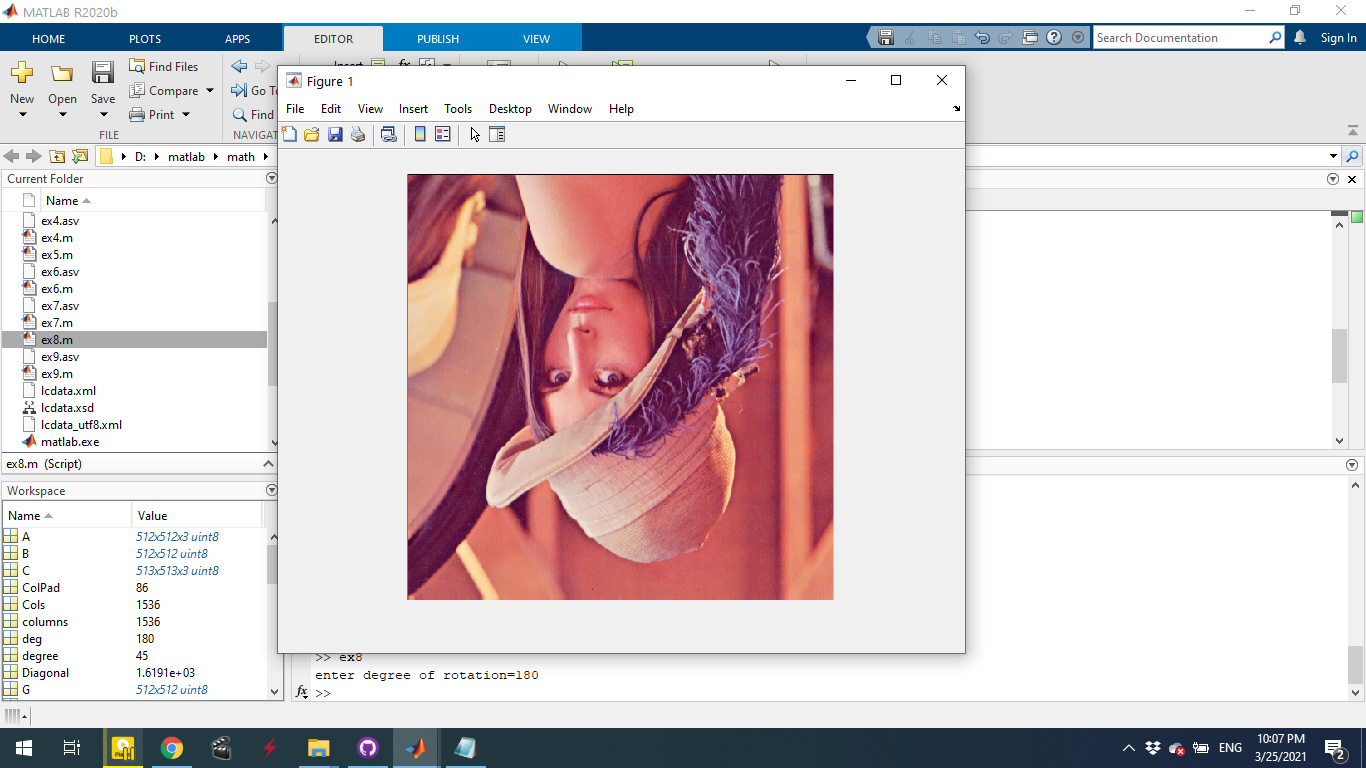 MATLAB R2020b
HOME PLOTS APPS EDITOR PUBLISH VIEW
Search Documentation Sign In
New Open Save
Find Files
Compare
Print
FILE
Insert fx
Go To
Find
NAVIGAT
D: matlab math
Current Folder
Name
ex4.asv
ex4.m
ex5.m
ex6.asv
ex6.m
ex7.asv
ex7.m
ex8.m
ex9.asv
ex9.m
lcdata.xml
lcdata.xsd
lcdata_utf8.xml
matlab.exe
ex8.m (Script)
Workspace
Name Value
A 512x512x3 uint8
B 512x512 uint8
C 513x513x3 uint8
ColPad 86
Cols 1536
columns 1536
deg 180
degree 45
Diagonal 1.6191e+03
G 512x512 uint8
Figure 1
File Edit View Insert Tools Desktop Window Help
>> ex8
enter degree of rotation=180
fx >>
ENG
10:07 PM
3/25/2021
2